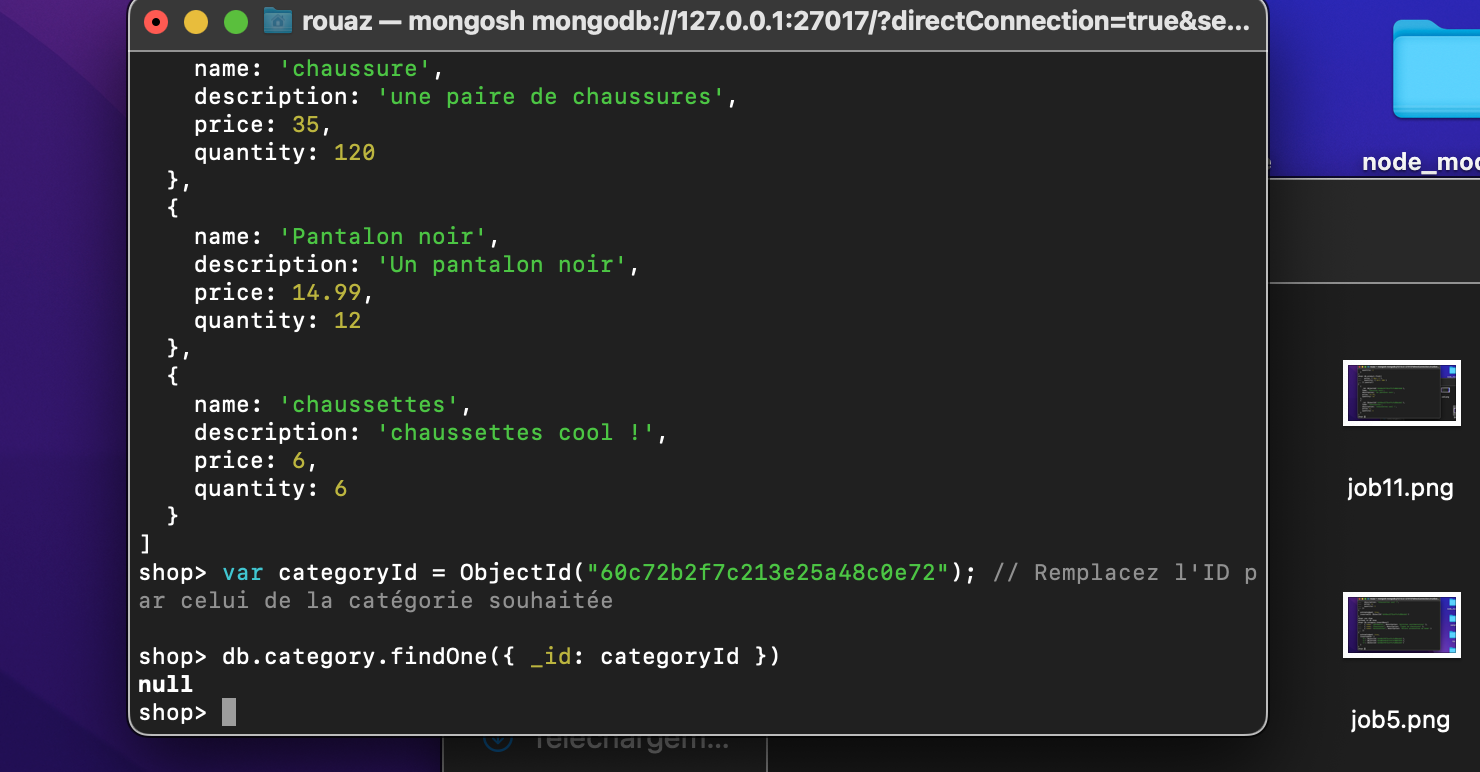 rouaz — mongosh mongodb://127.0.0.1:27017/?directConnection=true&se...
name: 'chaussure',
description: 'une paire de chaussures',
price: 35,
quantity: 120
},
{
name: 'Pantalon noir',
description: 'Un pantalon noir',
price: 14.99,
quantity: 12
},
{
name: 'chaussettes',
description: 'chaussettes cool !',
price: 6,
quantity: 6
}
]
shop> var categoryId = ObjectId("60c72b2f7c213e25a48c0e72"); // Remplacez l'ID p
ar celui de la catégorie souhaitée
shop> db.category.findOne({ _id: categoryId })
null
shop>
node_mod
job11.png
job5.png
Téléchargem...